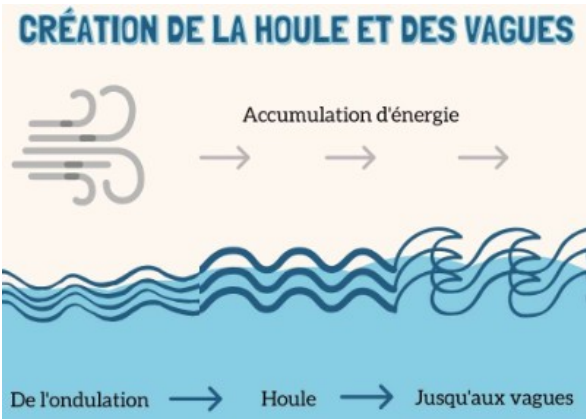 CRÉATION DE LA HOULE ET DES VAGUES
Accumulation d'énergie
De l'ondulation
Houle
Jusqu'aux vagues